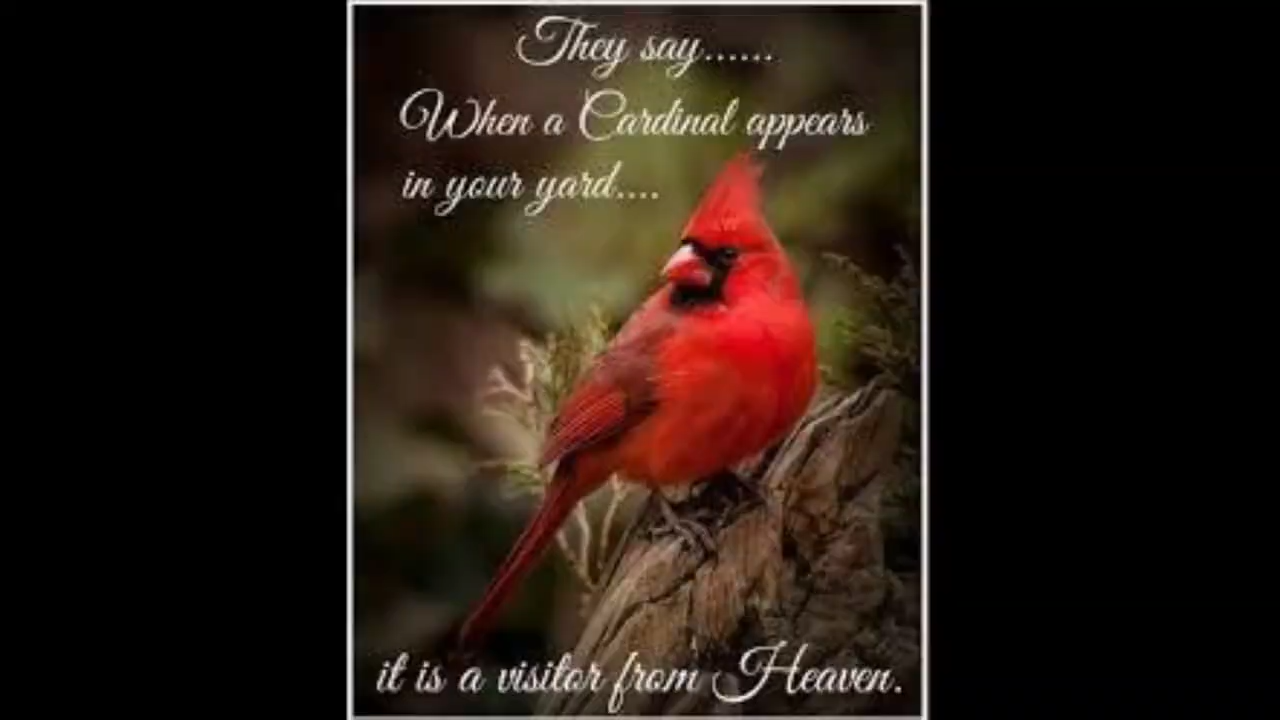 They say......
When a Cardinal appears
in your yard....
it is a visitor from Heaven.